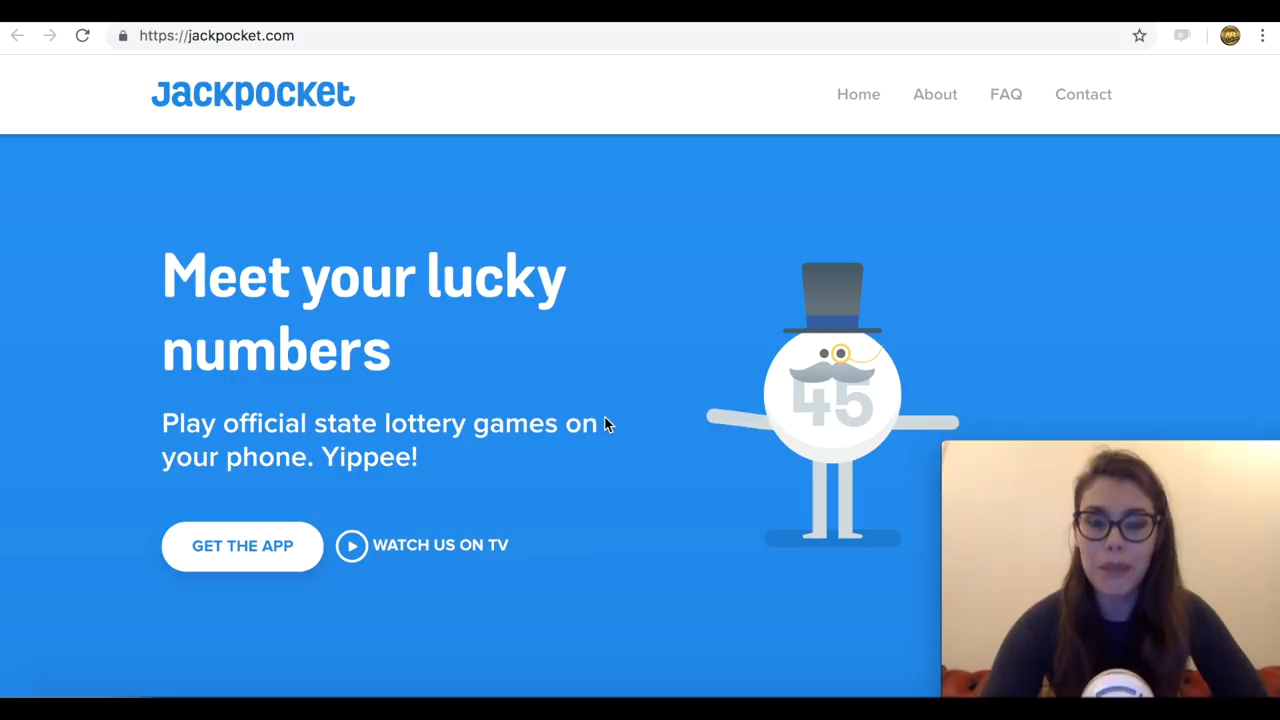 https://jackpocket.com
Jackpocket
Home About FAQ Contact
Meet your lucky
numbers
Play official state lottery games on
your phone. Yippee!
45
GET THE APP WATCH US ON TV